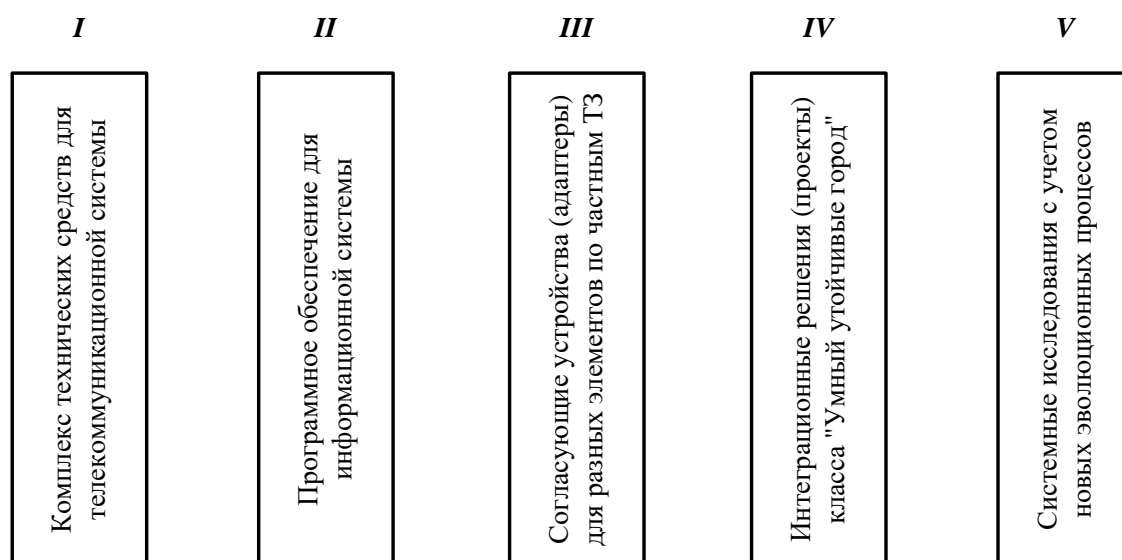 I II III IV V
Комплекс технических средств для
телекоммуникационной системы
Программное обеспечение для
информационной системы
Согласующие устройства (адаптеры)
для разных элементов по частным ТЗ
Интеграционные решения (проекты)
класса "Умный утойчивые город"
Системные исследования с учетом
новых эволюционных процессов